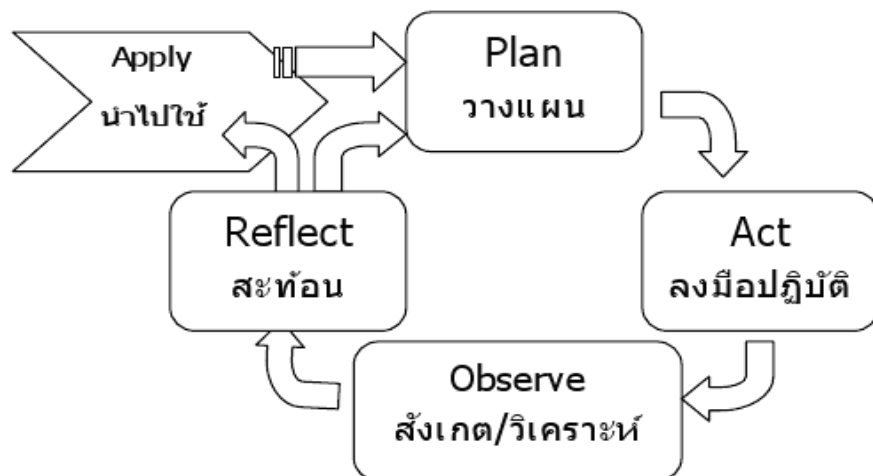 Apply
นำไปใช้
Plan
วางแผน
Act
ลงมือปฏิบัติ
Observe
สังเกต/วิเคราะห์
Reflect
สะท้อน